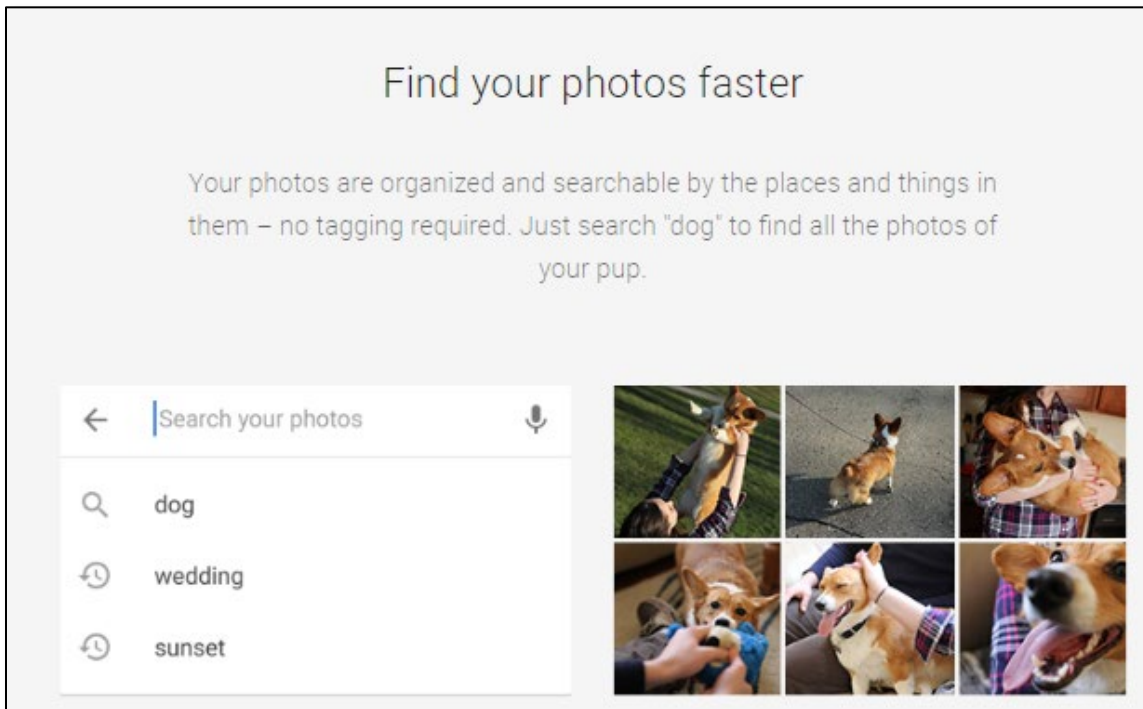 Find your photos faster
Your photos are organized and searchable by the places and things in
them – no tagging required. Just search "dog" to find all the photos of
your pup.
Search your photos
dog
wedding
sunset